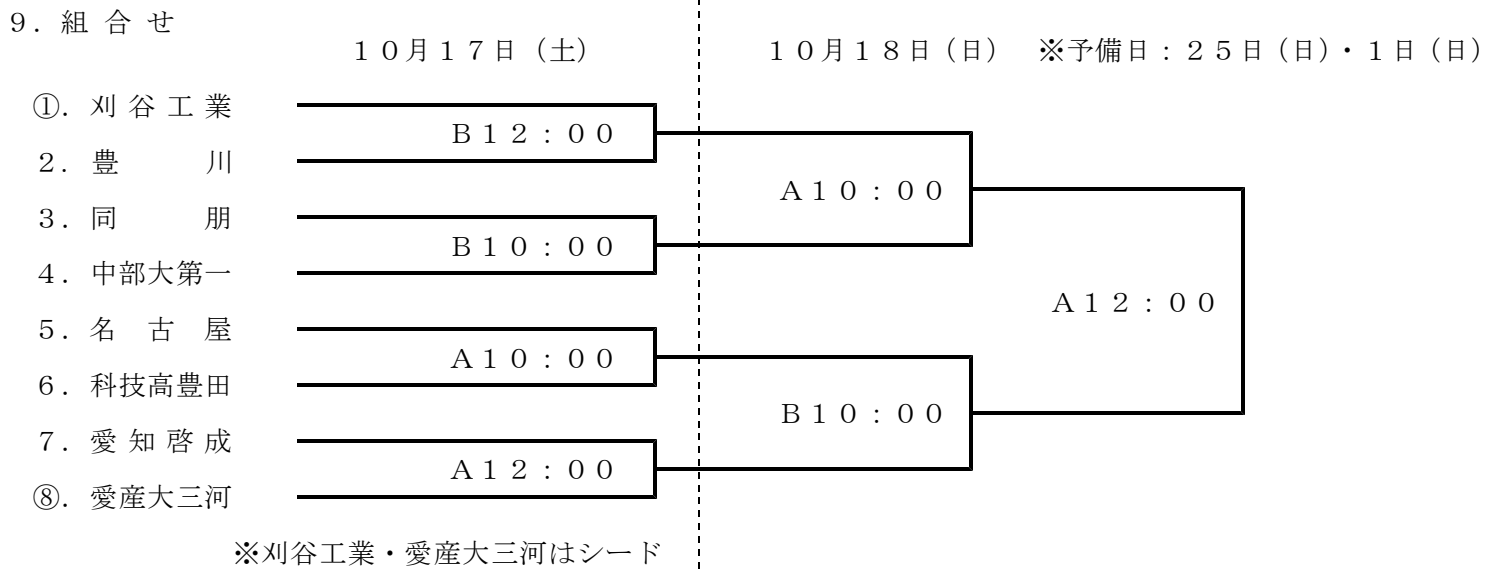 ９．組 合 せ
１０月１７日（土）
１０月１８日（日）　※予備日：２５日（日）・１日（日）
①．刈 谷 工 業
Ｂ１２：００
２．豊　　　川
Ａ１０：００
３．同　　　朋
Ｂ１０：００
４．中部大第一
Ａ１２：００
５．名　古　屋
Ａ１０：００
６．科技高豊田
Ｂ１０：００
７．愛 知 啓 成
Ａ１２：００
⑧．愛産大三河
※刈谷工業・愛産大三河はシード